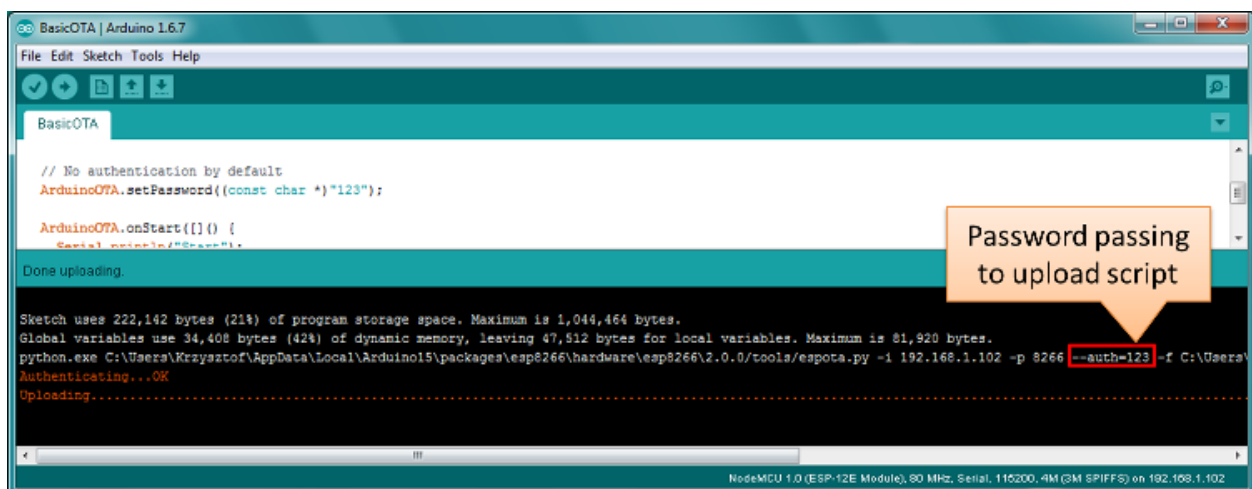 BasicOTA | Arduino 1.6.7
File Edit Sketch Tools Help
BasicOTA
// No authentication by default
ArduinoOTA.setPassword((const char *)"123");
ArduinoOTA.onStart([]() {
Serial.println("Start");
Password passing
to upload script
Done uploading.
Sketch uses 222,142 bytes (21%) of program storage space. Maximum is 1,044,464 bytes.
Global variables use 34,408 bytes (42%) of dynamic memory, leaving 47,512 bytes for local variables. Maximum is 81,920 bytes.
python.exe C:\Users\Krzysztof\AppData\Local\Arduino15\packages\esp8266\hardware\esp8266\2.0.0/tools/espota.py -i 192.168.1.102 -p 8266 --auth=123 -f C:\Users\
Authenticating...OK
Uploading................................................................................................................................................
NodeMCU 1.0 (ESP-12E Module), 80 MHz, Serial, 115200, 4M (3M SPIFFS) on 192.168.1.102